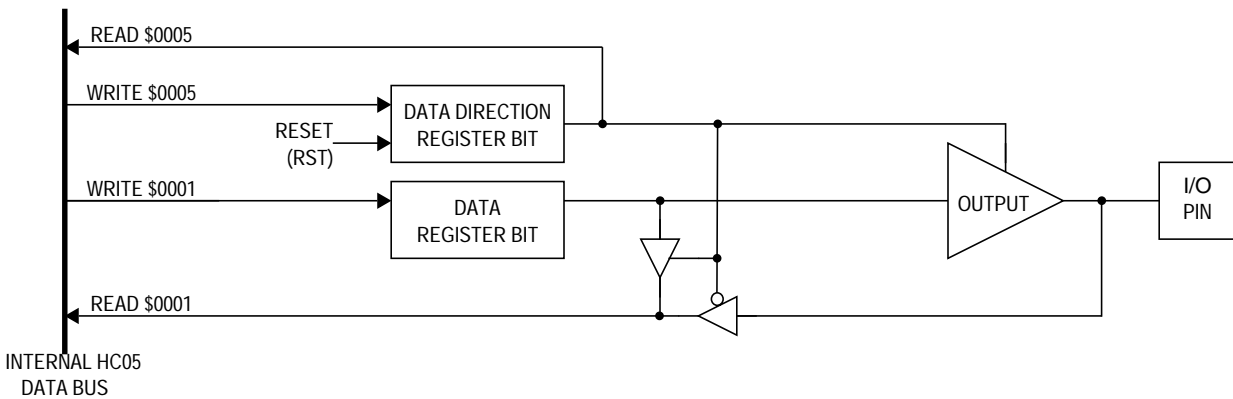 READ $0005
WRITE $0005
DATA DIRECTION
REGISTER BIT
RESET
(RST)
WRITE $0001
DATA
REGISTER BIT
OUTPUT
I/O
PIN
READ $0001
INTERNAL HC05
DATA BUS